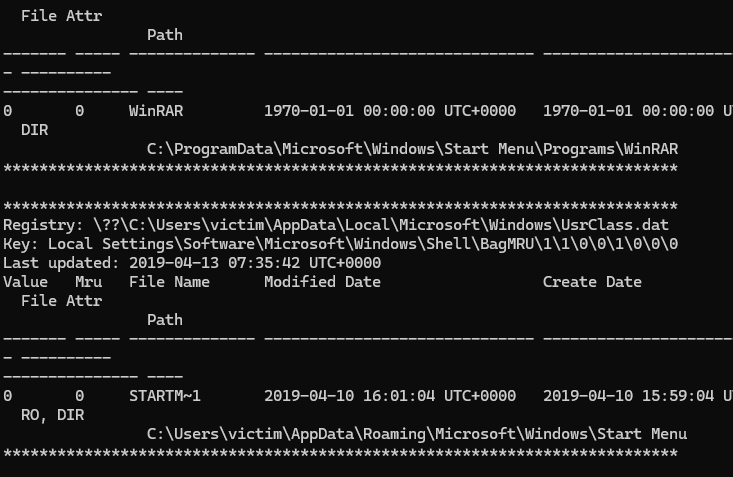 File Attr
Path
------- ----- -------------- ------------------------------ ---------------------
- ----------
--------------- ----
0       0     WinRAR         1970-01-01 00:00:00 UTC+0000   1970-01-01 00:00:00 U
DIR
C:\ProgramData\Microsoft\Windows\Start Menu\Programs\WinRAR
***************************************************************************
***************************************************************************
Registry: \??\C:\Users\victim\AppData\Local\Microsoft\Windows\UsrClass.dat
Key: Local Settings\Software\Microsoft\Windows\Shell\BagMRU\1\1\0\0\1\0\0\0
Last updated: 2019-04-13 07:35:42 UTC+0000
Value   Mru   File Name      Modified Date                  Create Date
File Attr
Path
------- ----- -------------- ------------------------------ ---------------------
- ----------
--------------- ----
0       0     STARTM~1       2019-04-10 16:01:04 UTC+0000   2019-04-10 15:59:04 U
RO, DIR
C:\Users\victim\AppData\Roaming\Microsoft\Windows\Start Menu
***************************************************************************